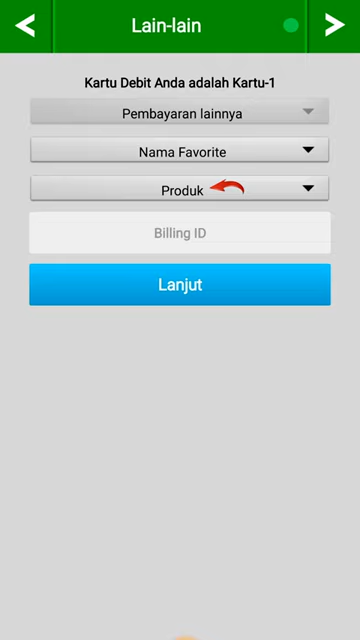 Lain-lain
Kartu Debit Anda adalah Kartu-1
Pembayaran lainnya
Nama Favorite
Produk
Billing ID
Lanjut